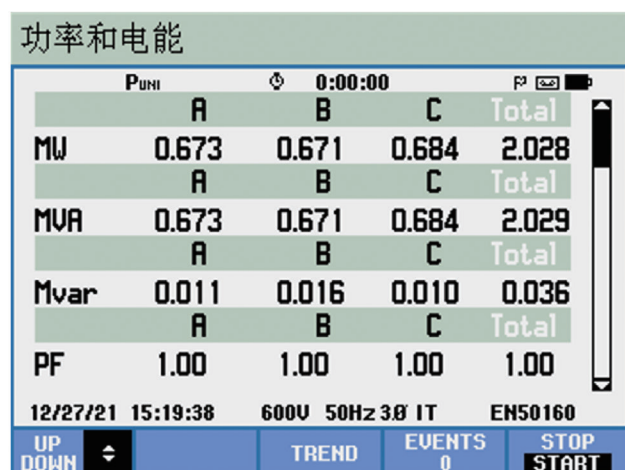 功率和电能
PUNI 0:00:00
A B C Total
MW 0.673 0.671 0.684 2.028
A B C Total
MVA 0.673 0.671 0.684 2.029
A B C Total
Mvar 0.011 0.016 0.010 0.036
A B C Total
PF 1.00 1.00 1.00 1.00
12/27/21 15:19:38 600V 50Hz 3Ø IT EN50160
UP DOWN TREND EVENTS 0 STOP START